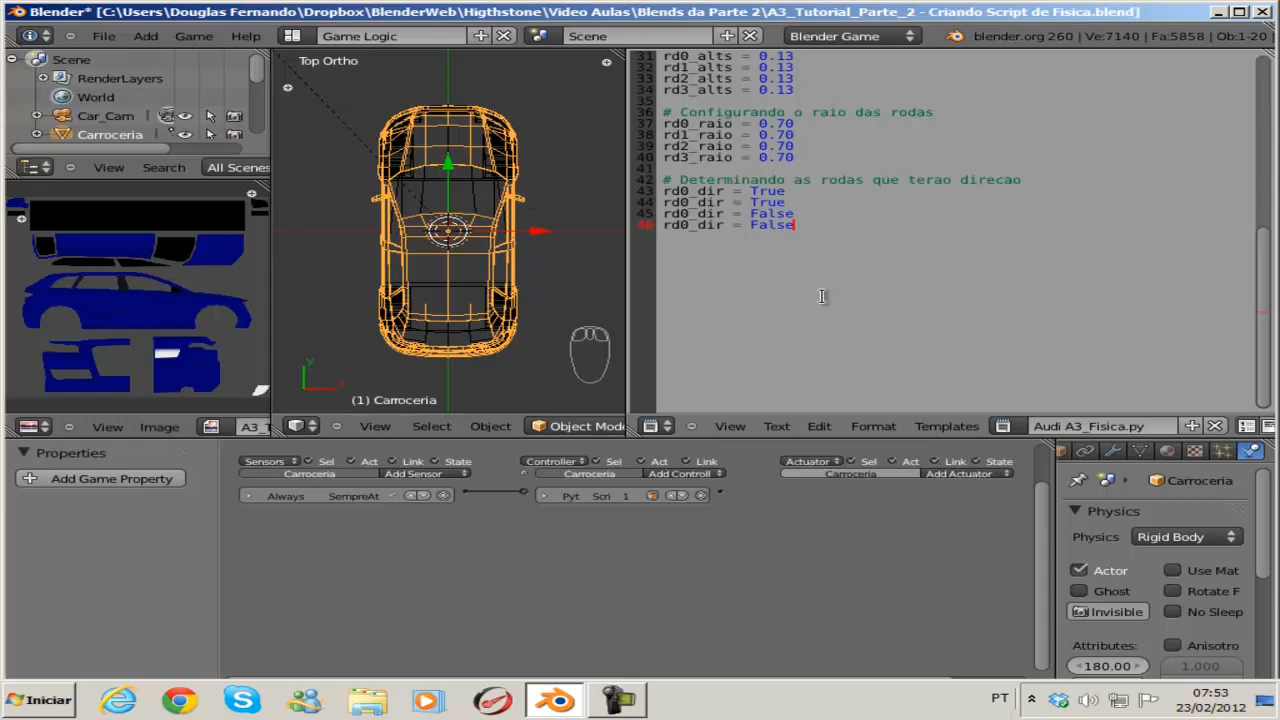 Blender* [C:\Users\Douglas Fernando\Dropbox\BlenderWeb\Higthstone\Video Aulas\Blends da Parte 2\A3_Tutorial_Parte_2 - Criando Script de Fisica.blend]
File Add Game Help Game Logic Scene Blender Game blender.org 260 | Ve:7140 | Fa:5858 | Ob:1-20
Scene
RenderLayers
World
Car_Cam
Carroceria
View Search All Scenes
Top Ortho
(1) Carroceria
31 rd0_alts = 0.13
32 rd1_alts = 0.13
33 rd2_alts = 0.13
34 rd3_alts = 0.13
35
36 # Configurando o raio das rodas
37 rd0_raio = 0.70
38 rd1_raio = 0.70
39 rd2_raio = 0.70
40 rd3_raio = 0.70
41
42 # Determinando as rodas que terao direcao
43 rd0_dir = True
44 rd0_dir = True
45 rd0_dir = False
46 rd0_dir = False
View Image A3_T
View Select Object Object Mode
View Text Edit Format Templates Audi A3_Fisica.py
Properties
Add Game Property
Sensors Sel Act Link State
Carroceria Add Sensor
Always SempreAt
Controller Sel Act Link
Carroceria Add Controll
Pyt Scri 1
Actuator Sel Act Link State
Carroceria Add Actuator
Carroceria
Physics
Physics Rigid Body
Actor Use Mat
Ghost Rotate F
Invisible No Sleep
Attributes: Anisotro
180.00 1.000
Iniciar
PT
07:53
23/02/2012